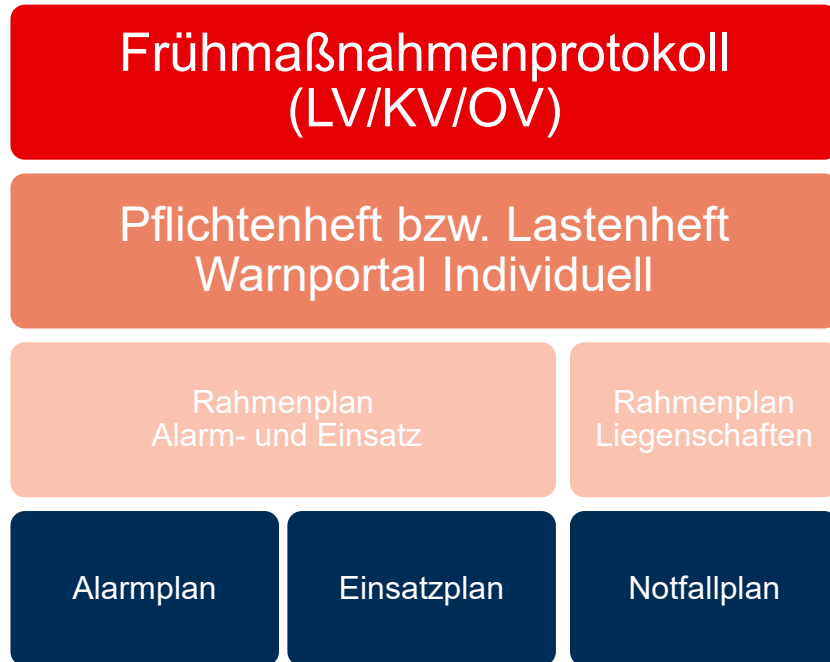 Frühmaßnahmenprotokoll
(LV/KV/OV)
Pflichtenheft bzw. Lastenheft
Warnportal Individuell
Rahmenplan
Alarm- und Einsatz
Rahmenplan
Liegenschaften
Alarmplan
Einsatzplan
Notfallplan